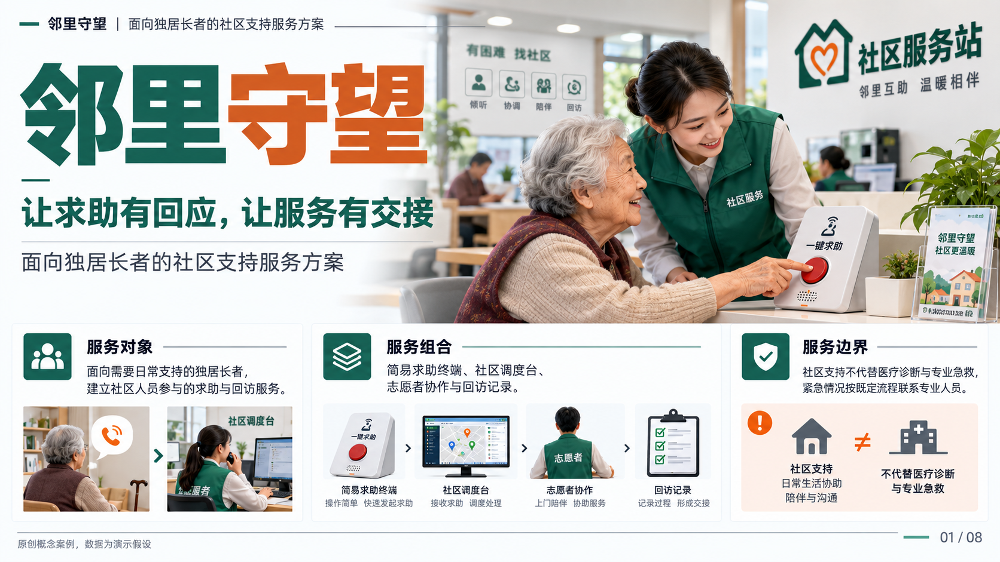 邻里守望 | 面向独居长者的社区支持服务方案
邻里守望
让求助有回应，让服务有交接
面向独居长者的社区支持服务方案
有困难 找社区
倾听 协调 陪伴 回访
社区服务站
邻里互助 温暖相伴
社区服务
一键求助
邻里守望
社区更温暖
服务对象
面向需要日常支持的独居长者，
建立社区人员参与的求助与回访服务。
社区调度台
服务组合
简易求助终端、社区调度台、
志愿者协作与回访记录。
一键求助
志愿者
简易求助终端
操作简单 快速发起求助
社区调度台
接收求助 调度处理
志愿者协作
上门陪伴 协助服务
回访记录
记录过程 形成交接
服务边界
社区支持不代替医疗诊断与专业急救，
紧急情况按既定流程联系专业人员。
社区支持
日常生活协助
陪伴与沟通
≠
不代替医疗诊断
与专业急救
原创概念案例，数据为演示假设
01 / 08